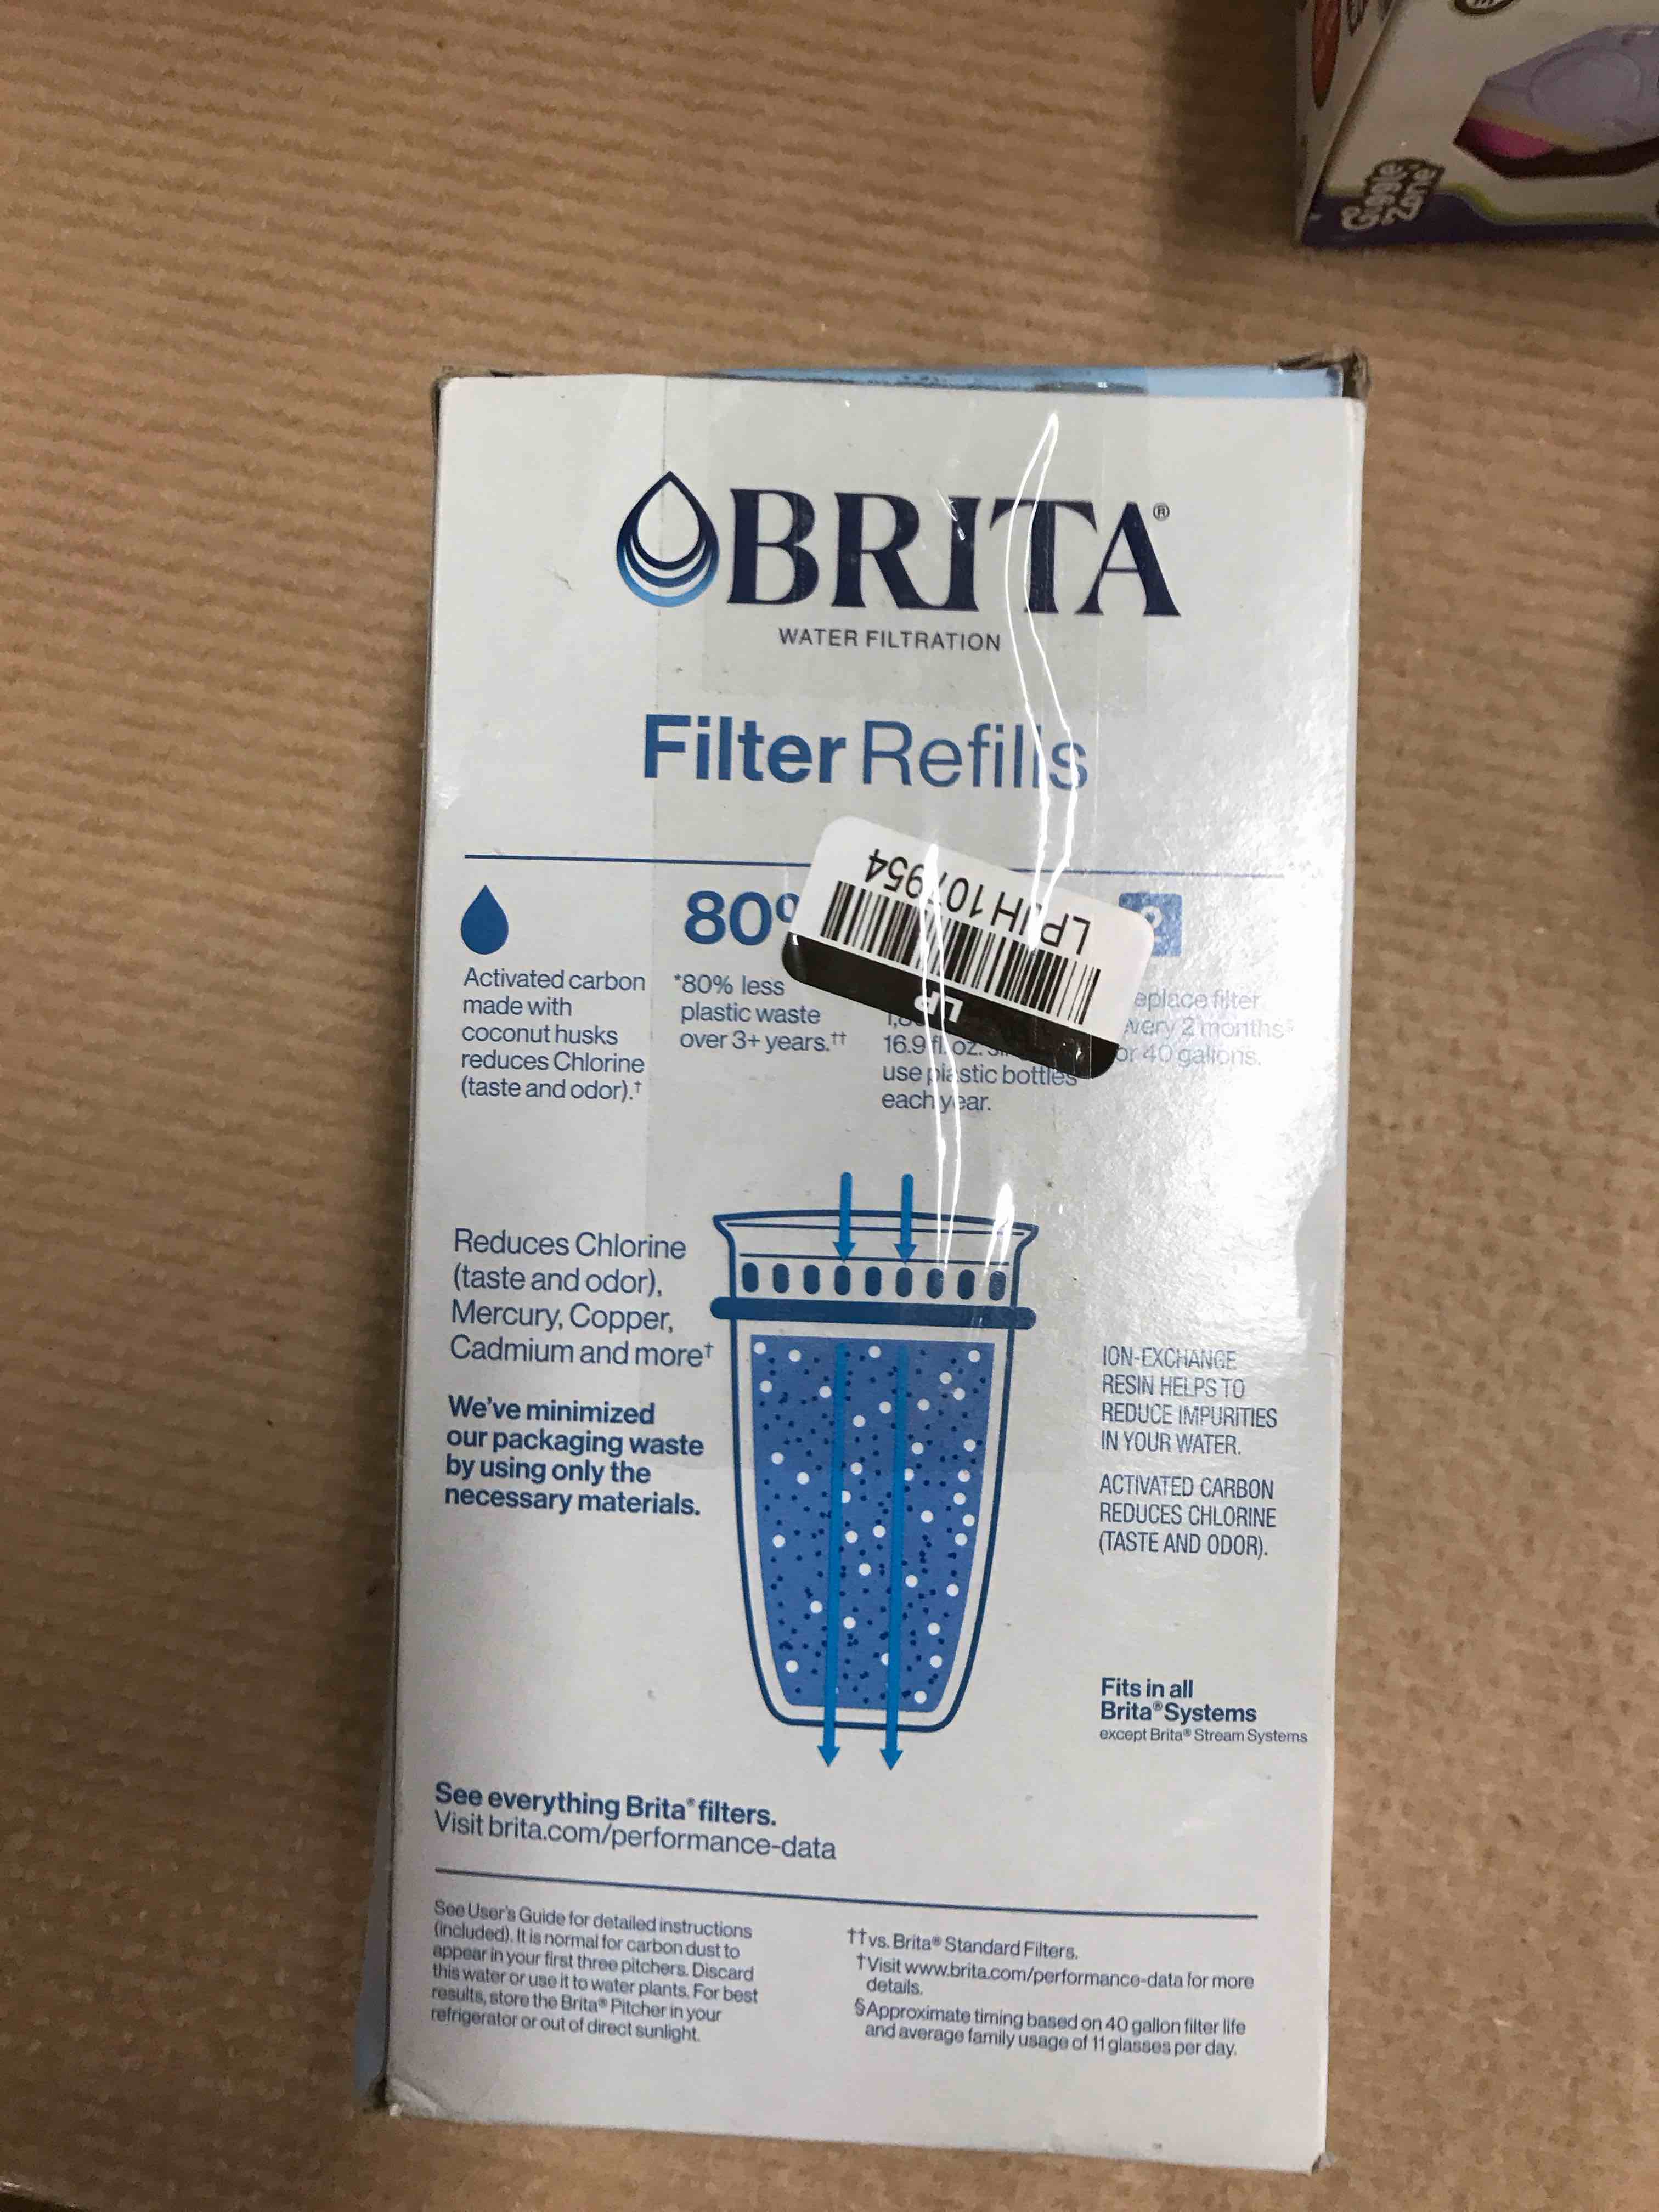 Giggle
Zone
BRITA®
WATER FILTRATION
Filter Refills
Activated carbon
made with
coconut husks
reduces Chlorine
(taste and odor).†
80%
*80% less
plastic waste
over 3+ years.††
LP
16.9 fl. oz.
use plastic bottles
each year.
2
filter
2 months§
or 40 gallons.
Reduces Chlorine
(taste and odor),
Mercury, Copper,
Cadmium and more†
We've minimized
our packaging waste
by using only the
necessary materials.
ION-EXCHANGE
RESIN HELPS TO
REDUCE IMPURITIES
IN YOUR WATER.
ACTIVATED CARBON
REDUCES CHLORINE
(TASTE AND ODOR).
Fits in all
Brita® Systems
except Brita® Stream Systems
See everything Brita® filters.
Visit brita.com/performance-data
See User's Guide for detailed instructions
(included). It is normal for carbon dust to
appear in your first three pitchers. Discard
this water or use it to water plants. For best
results, store the Brita® Pitcher in your
refrigerator or out of direct sunlight.
††vs. Brita® Standard Filters.
†Visit www.brita.com/performance-data for more
details.
§Approximate timing based on 40 gallon filter life
and average family usage of 11 glasses per day.